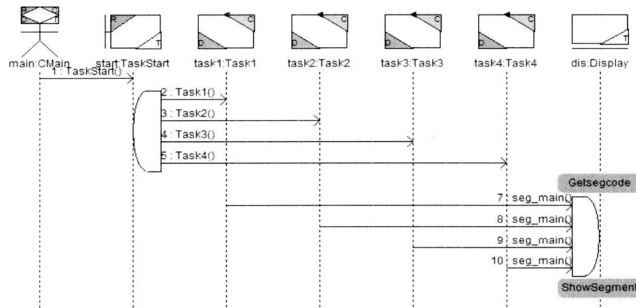 main:CMain start:TaskStart task1:Task1 task2:Task2 task3:Task3 task4:Task4 dis:Display
1 : TaskStart()
2 : Task1()
3 : Task2()
4 : Task3()
5 : Task4()
Getsegcode
7 : seg_main()
8 : seg_main()
9 : seg_main()
10 : seg_main()
ShowSegment